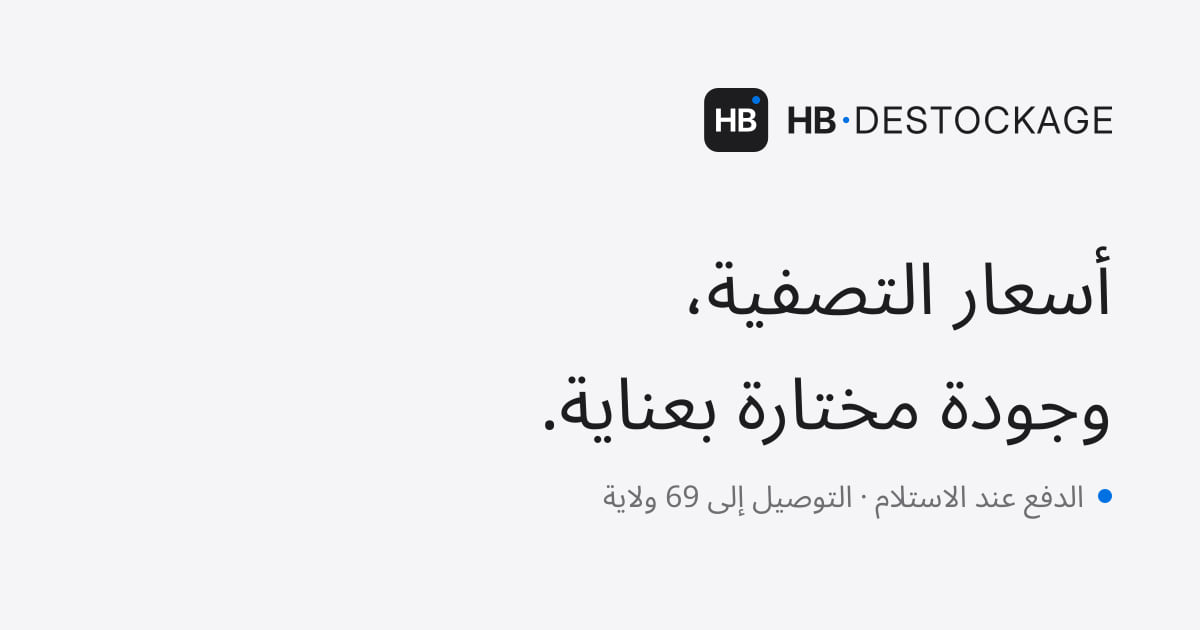 HB HB·DESTOCKAGE
أسعار التصفية،
وجودة مختارة بعناية.
الدفع عند الاستلام · التوصيل إلى 69 ولاية